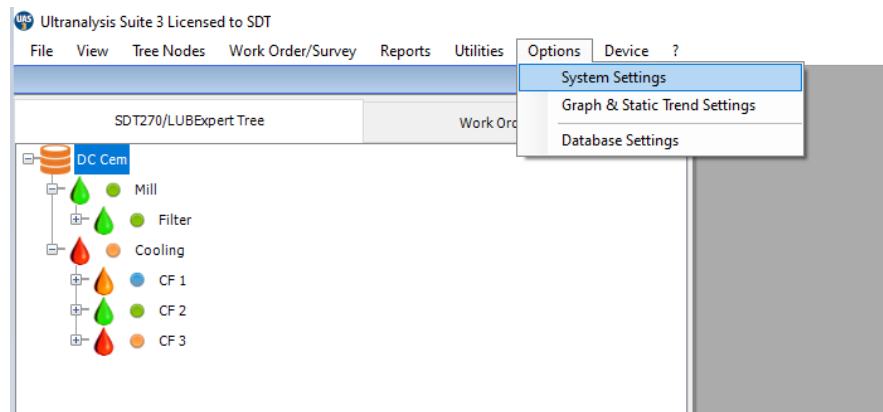 UAS 3 Ultranalysis Suite 3 Licensed to SDT
File View Tree Nodes Work Order/Survey Reports Utilities Options Device ?
System Settings
Graph & Static Trend Settings
Database Settings
SDT270/LUBExpert Tree
Work Ord
DC Cem
Mill
Filter
Cooling
CF 1
CF 2
CF 3